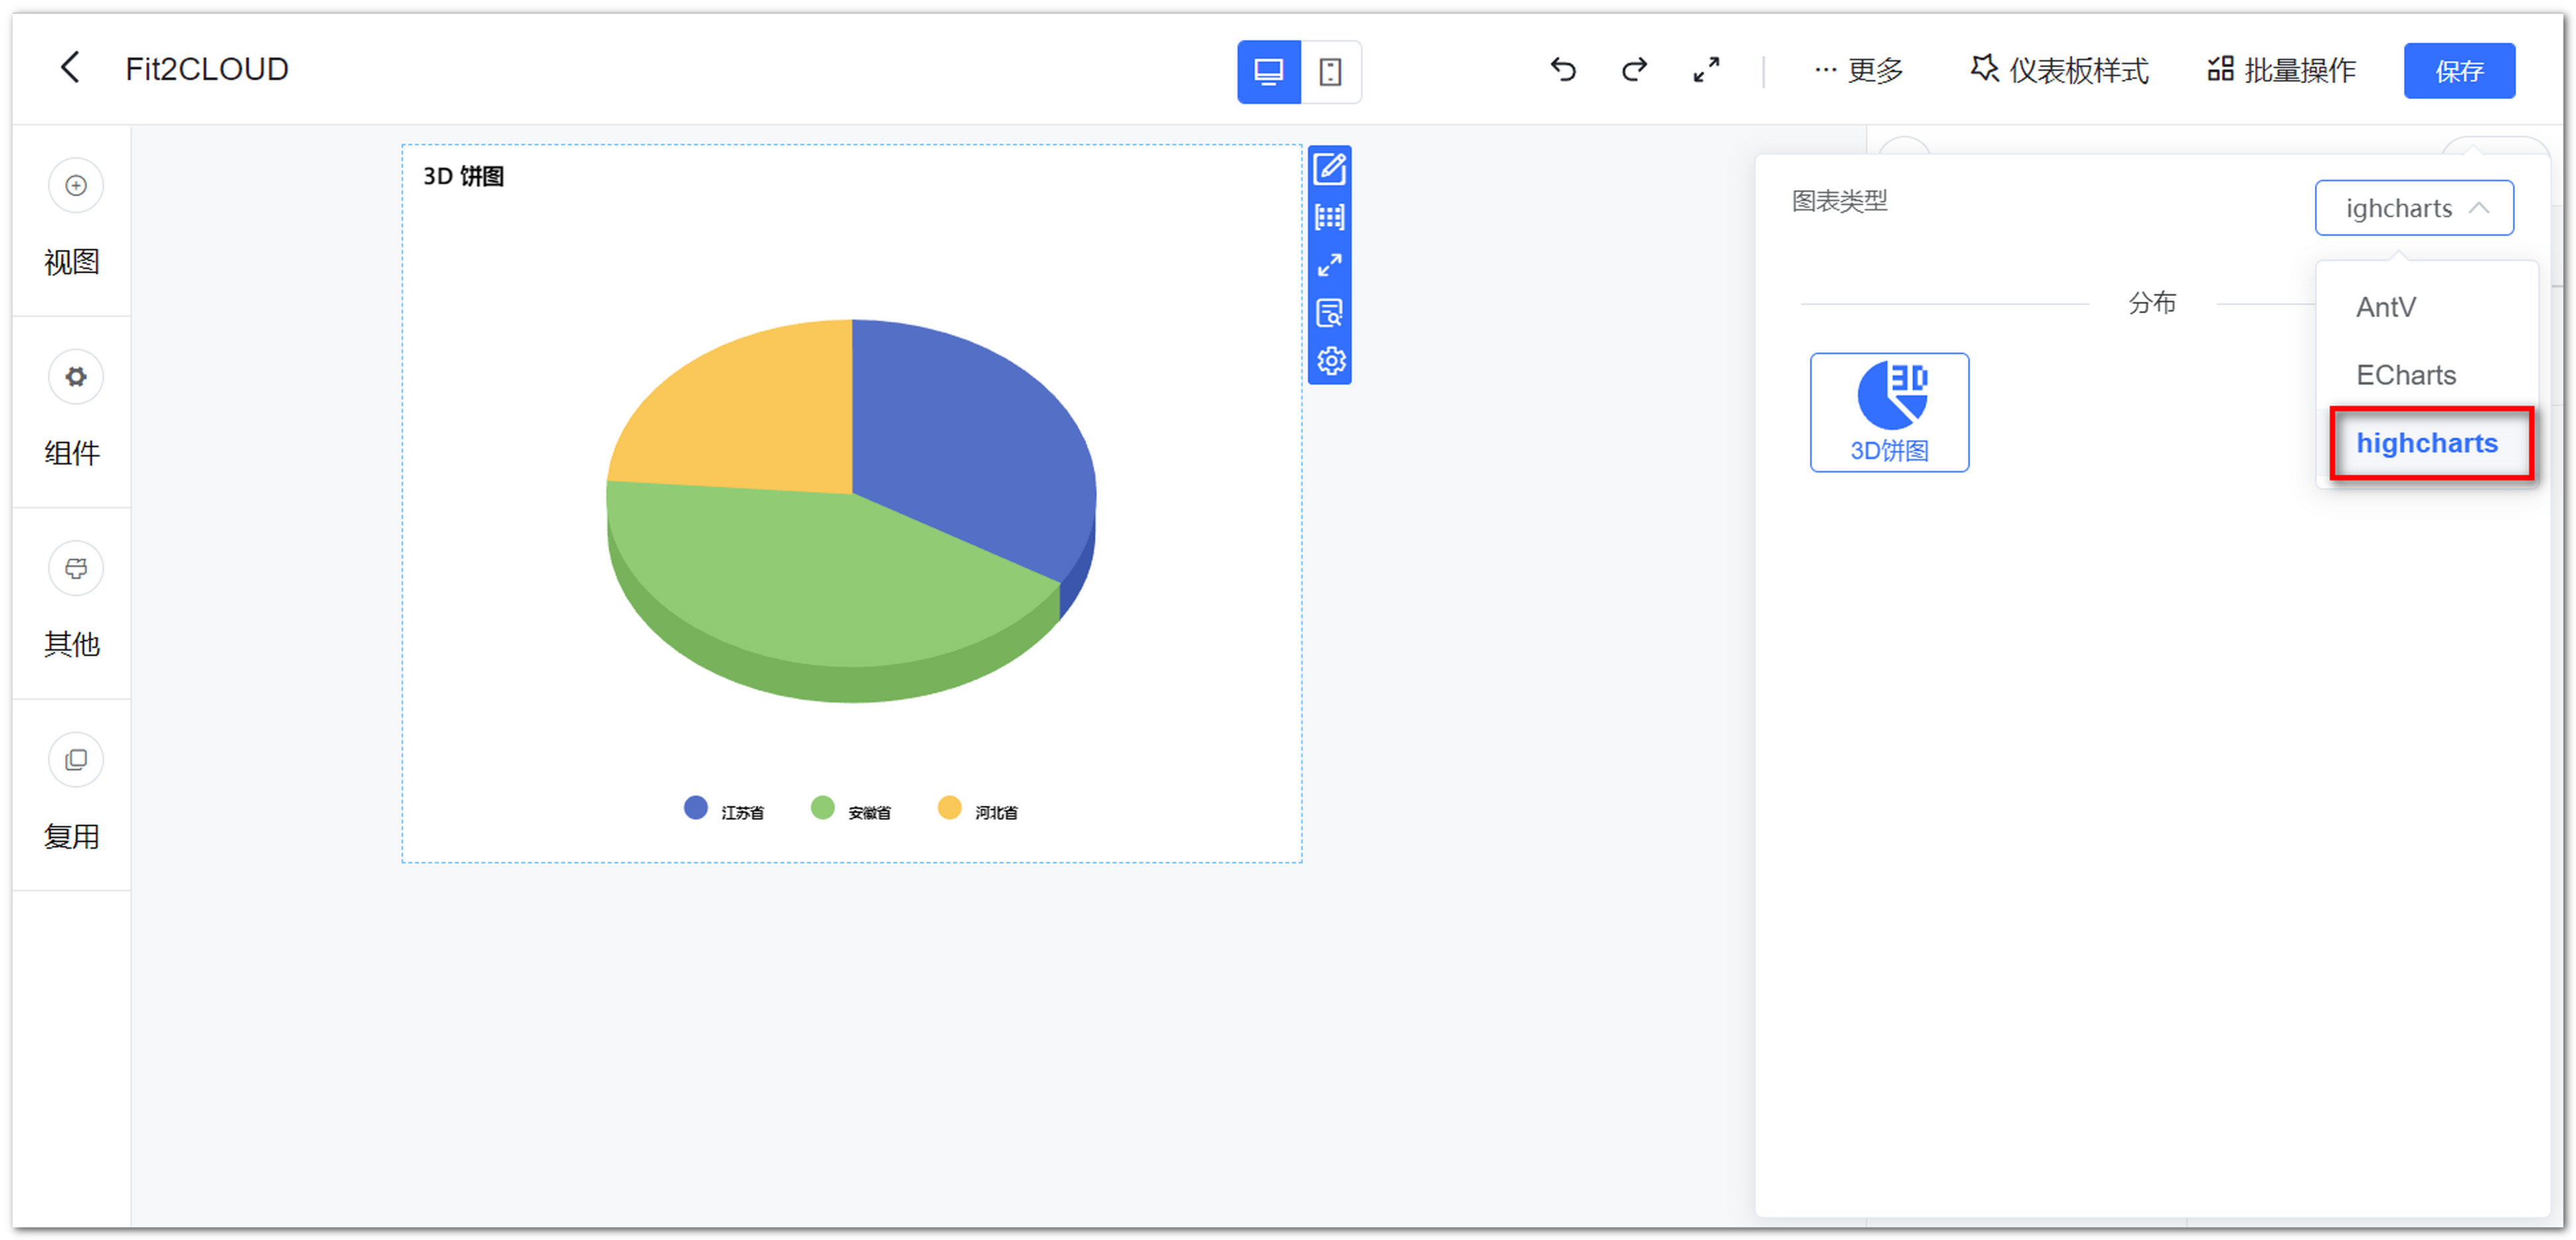 Fit2CLOUD
更多
仪表板样式
批量操作
保存
视图
组件
其他
复用
3D 饼图
江苏省
安徽省
河北省
图表类型
ighcharts
分布
3D
3D饼图
AntV
ECharts
highcharts